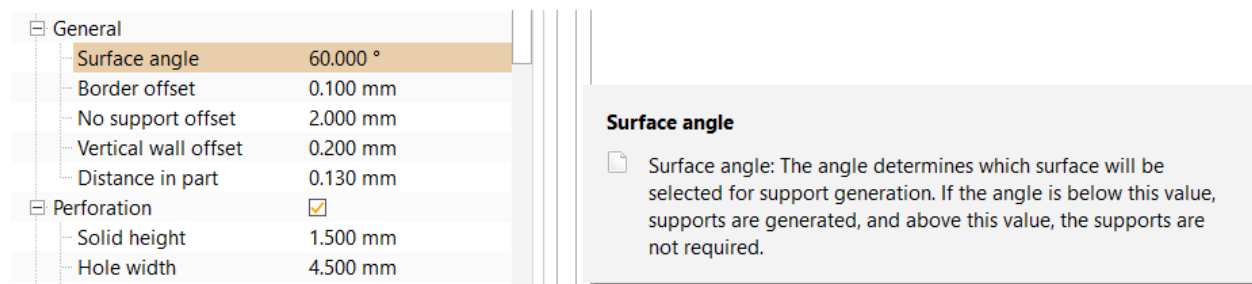 General
Surface angle 60.000 °
Border offset 0.100 mm
No support offset 2.000 mm
Vertical wall offset 0.200 mm
Distance in part 0.130 mm
Perforation
Solid height 1.500 mm
Hole width 4.500 mm
Surface angle
Surface angle: The angle determines which surface will be
selected for support generation. If the angle is below this value,
supports are generated, and above this value, the supports are
not required.